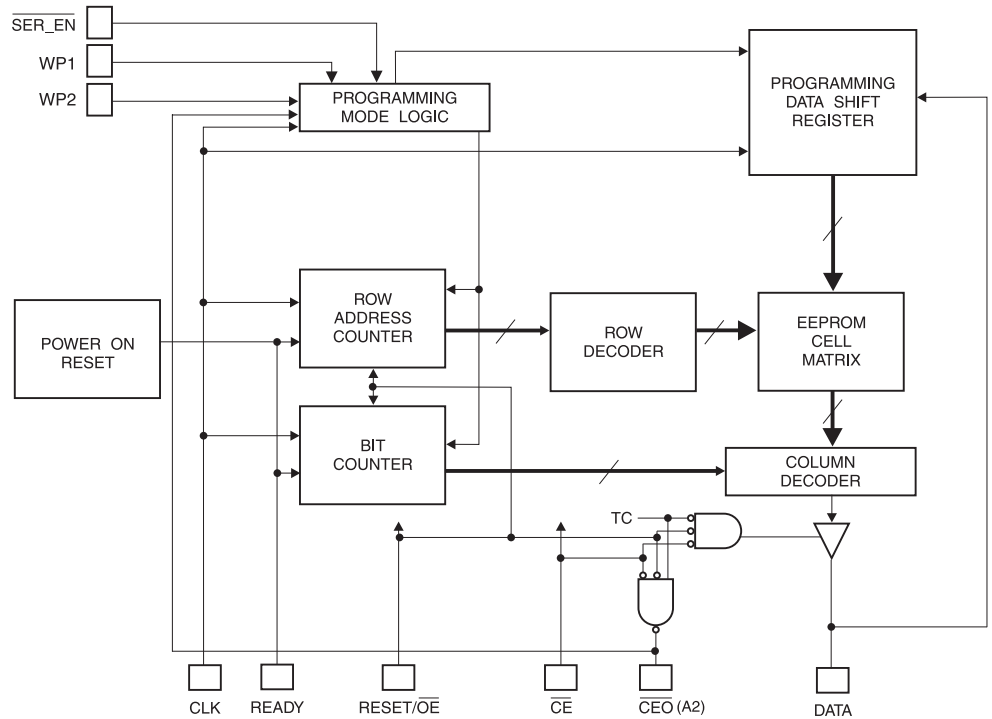 SER_EN
WP1
WP2
PROGRAMMING
MODE LOGIC
PROGRAMMING
DATA SHIFT
REGISTER
POWER ON
RESET
ROW
ADDRESS
COUNTER
ROW
DECODER
EEPROM
CELL
MATRIX
BIT
COUNTER
COLUMN
DECODER
TC
CLK
READY
RESET/OE
CE
CEO (A2)
DATA